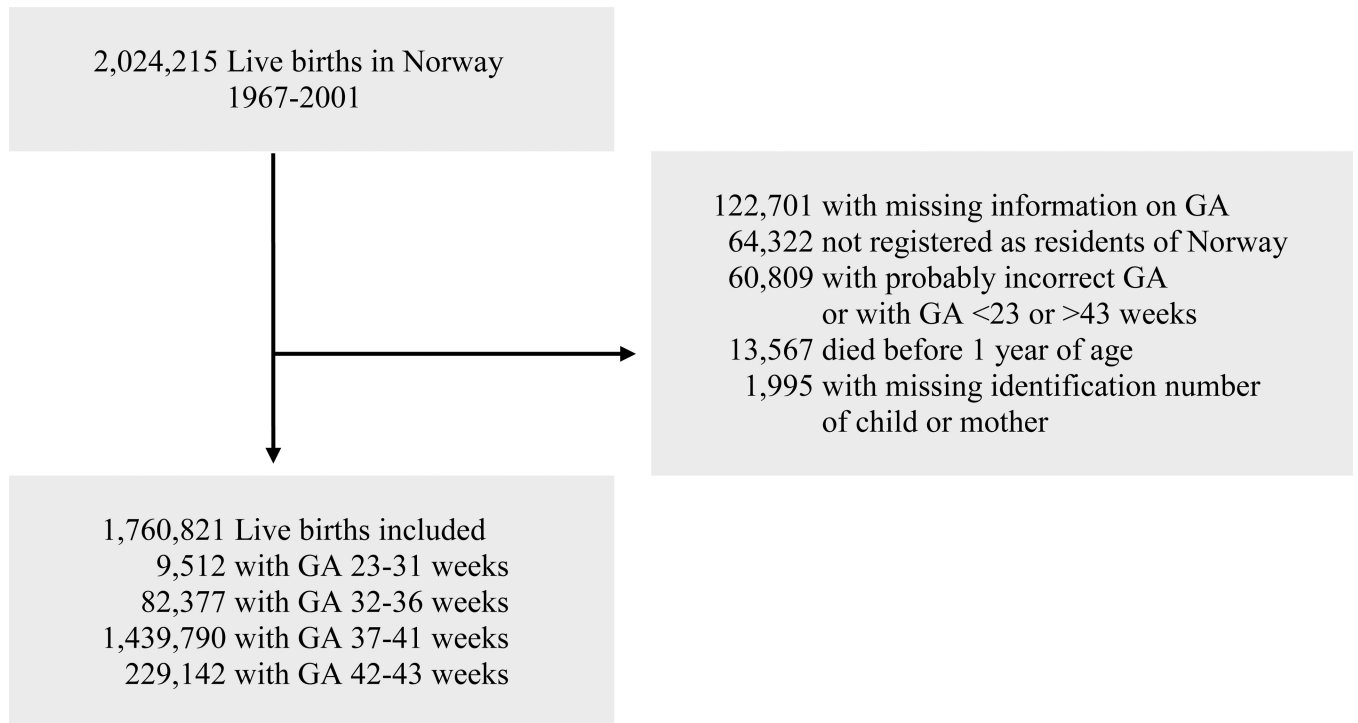 2,024,215 Live births in Norway
1967-2001
122,701 with missing information on GA
64,322 not registered as residents of Norway
60,809 with probably incorrect GA
or with GA <23 or >43 weeks
13,567 died before 1 year of age
1,995 with missing identification number
of child or mother
1,760,821 Live births included
9,512 with GA 23-31 weeks
82,377 with GA 32-36 weeks
1,439,790 with GA 37-41 weeks
229,142 with GA 42-43 weeks